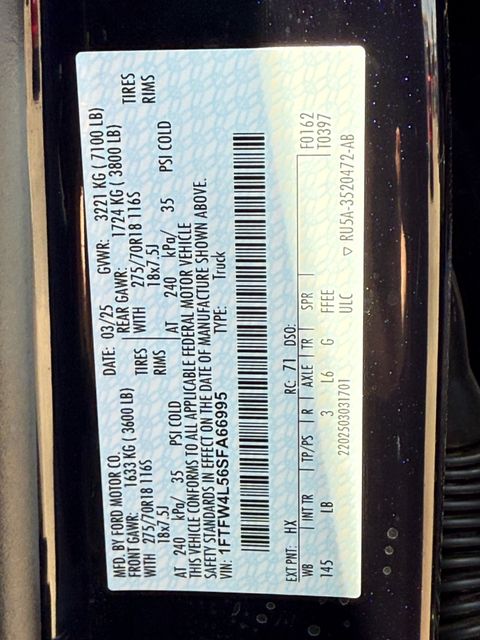 MFD. BY FORD MOTOR CO.
DATE: 03/25 GVWR: 3221 KG ( 7100 LB)
FRONT GAWR: 1633 KG (3600 LB) REAR GAWR: 1724 KG ( 3800 LB)
WITH 275/70R18 116S TIRES WITH 275/70R18 116S TIRES
18x7.5J RIMS 18x7.5J RIMS
AT 240 kPa/ 35 PSI COLD AT 240 kPa/ 35 PSI COLD
THIS VEHICLE CONFORMS TO ALL APPLICABLE FEDERAL MOTOR VEHICLE
SAFETY STANDARDS IN EFFECT ON THE DATE OF MANUFACTURE SHOWN ABOVE.
VIN: 1FTFW4L56SFA66995 TYPE: Truck
EXT PNT: HX RC: 71 DSO: F0162
WB INT TR TP/PS R AXLE TR SPR T0397
145 LB 3 L6 G FFEE
2202503031701 ULC ▽ RU5A-3520472-AB